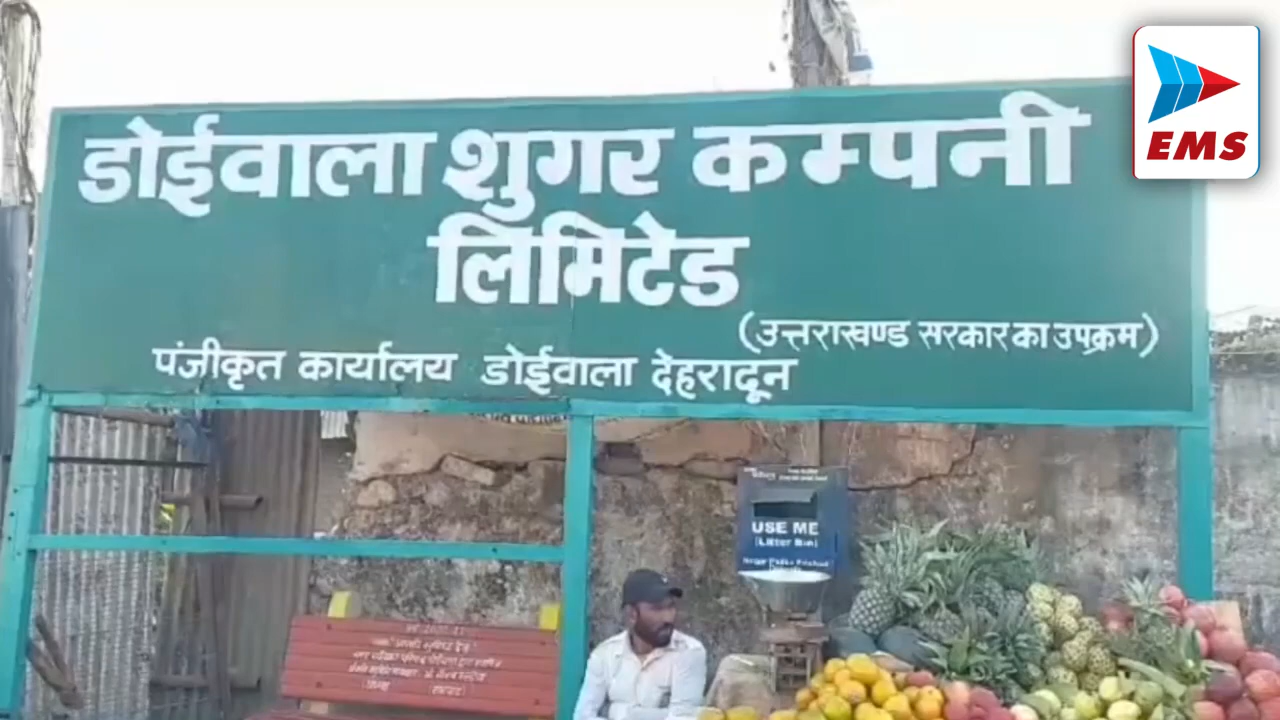 डोईवाला शुगर कम्पनी
लिमिटेड
(उत्तराखण्ड सरकार का उपक्रम)
पंजीकृत कार्यालय डोईवाला देहरादून
EMS
USE ME
(Litter Bin)